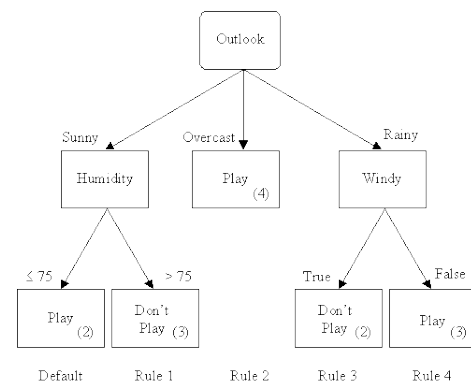 Outlook
Sunny
Overcast
Rainy
Humidity
Play
(4)
Windy
≤ 75
> 75
True
False
Play
(2)
Don't
Play (3)
Don't
Play (2)
Play
(3)
Default
Rule 1
Rule 2
Rule 3
Rule 4